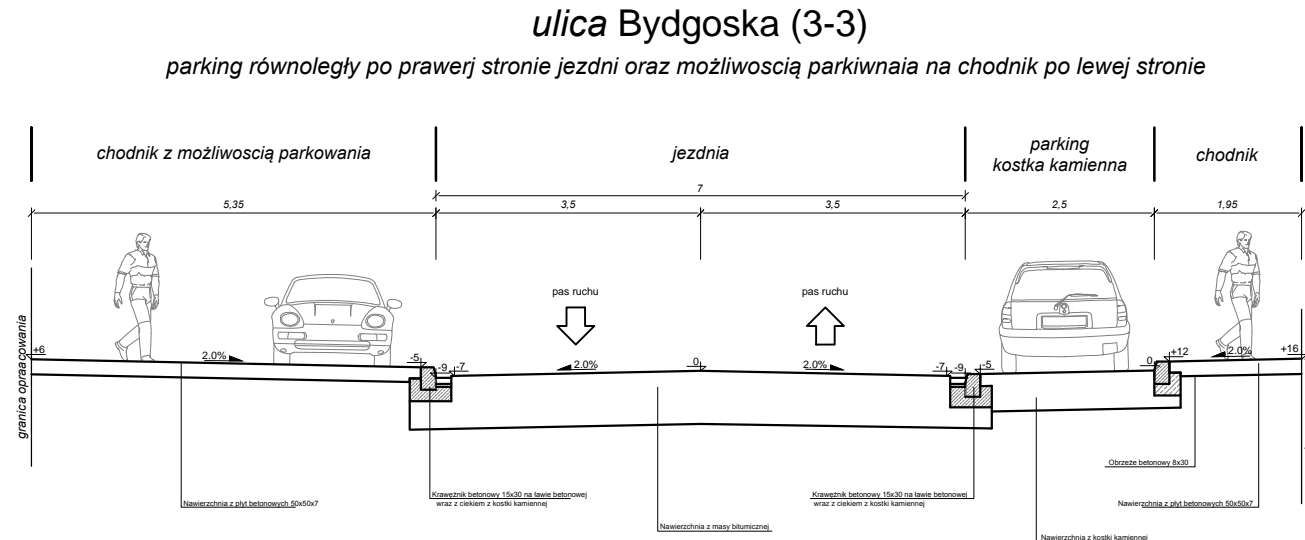 ulica Bydgoska (3-3)
parking równoległy po prawerj stronie jezdni oraz możliwoscią parkiwnaia na chodnik po lewej stronie
chodnik z możliwoscią parkowania
jezdnia
parking
kostka kamienna
chodnik
7
5,35
3,5
3,5
2,5
1,95
pas ruchu
pas ruchu
granica opraacowania
+6
2.0%
-5
-9
-7
2.0%
0
2.0%
-7
-9
-5
0
+12
2.0%
+16
Obrzeże betonowy 8x30
Nawierzchnia z płyt betonowych 50x50x7
Krawężnik betonowy 15x30 na ławie betonowej
wraz z ciekiem z kostki kamiennej
Nawierzchnia z masy bitumicznej
Krawężnik betonowy 15x30 na ławie betonowej
wraz z ciekiem z kostki kamiennej
Nawierzchnia z płyt betonowych 50x50x7
Nawierzchnia z kostki kamiennej